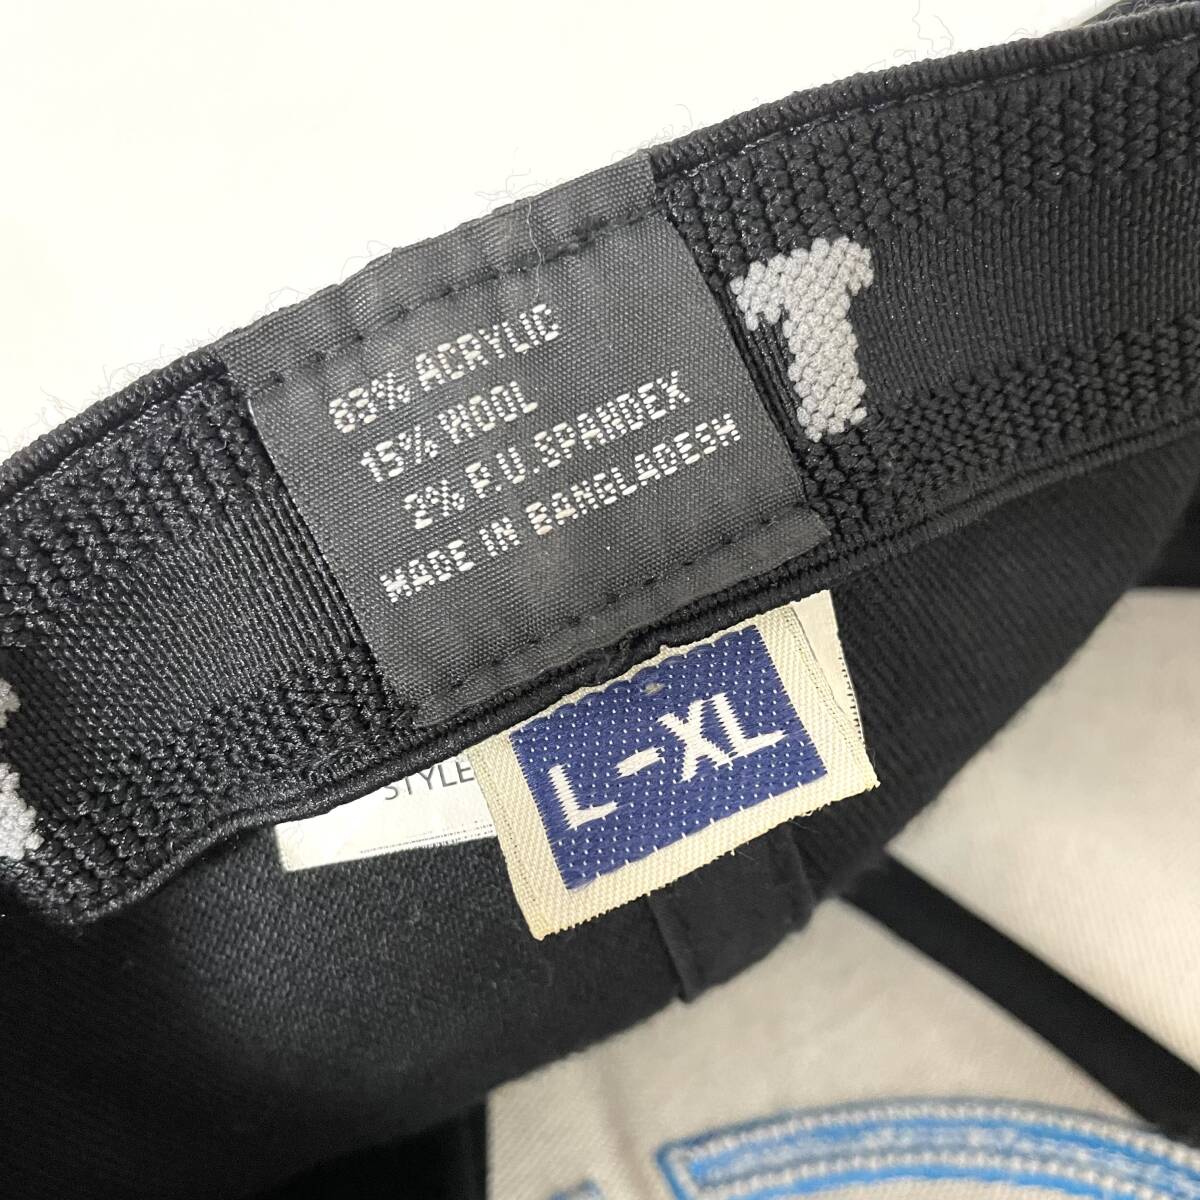 83% ACRYLIC
15% WOOL
2% P.U.SPANDEX
MADE IN BANGLADESH
L-XL
STYLE